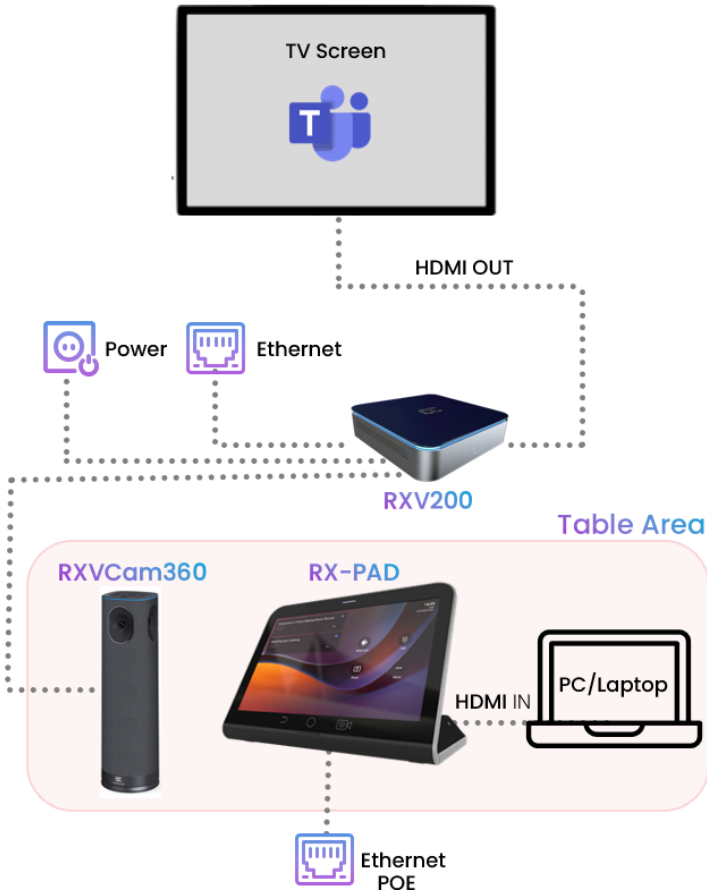 TV Screen
T
HDMI OUT
Power
Ethernet
RXV200
Table Area
RXVCam360
RX-PAD
HDMI IN
PC/Laptop
Ethernet
POE